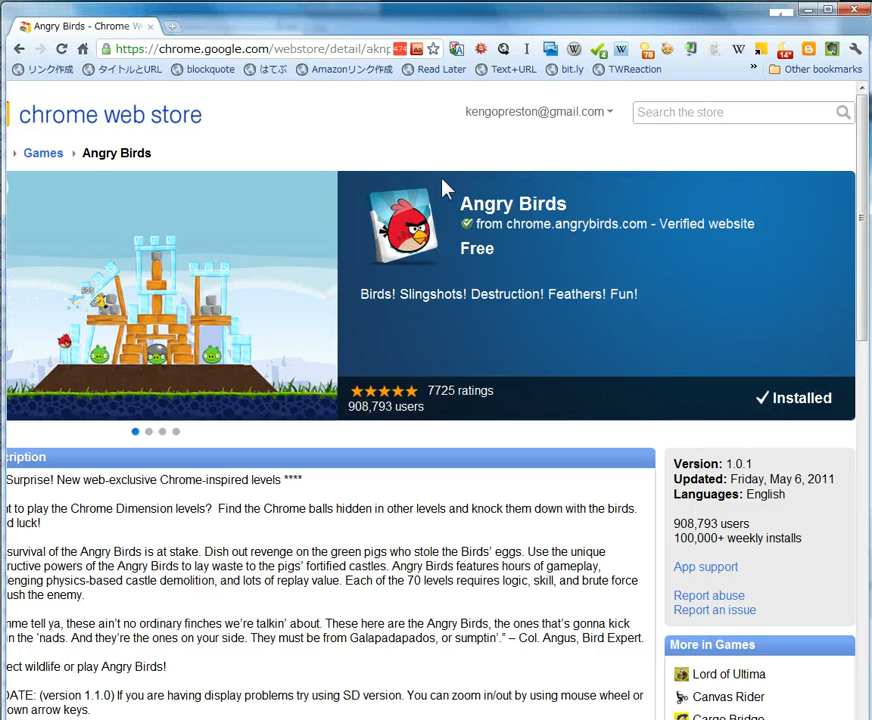 Angry Birds - Chrome W
https://chrome.google.com/webstore/detail/aknp
474
W
78
W
14*
リンク作成 タイトルとURL blockquote はてぶ Amazonリンク作成 Read Later Text+URL bit.ly TWReaction » Other bookmarks
chrome web store
kengopreston@gmail.com
Search the store
Games Angry Birds
Angry Birds
from chrome.angrybirds.com - Verified website
Free
Birds! Slingshots! Destruction! Feathers! Fun!
7725 ratings
908,793 users
Installed
cription
Surprise! New web-exclusive Chrome-inspired levels ****
t to play the Chrome Dimension levels? Find the Chrome balls hidden in other levels and knock them down with the birds.
d luck!
survival of the Angry Birds is at stake. Dish out revenge on the green pigs who stole the Birds' eggs. Use the unique
ructive powers of the Angry Birds to lay waste to the pigs' fortified castles. Angry Birds features hours of gameplay,
enging physics-based castle demolition, and lots of replay value. Each of the 70 levels requires logic, skill, and brute force
ush the enemy.
me tell ya, these ain't no ordinary finches we're talkin' about. These here are the Angry Birds, the ones that's gonna kick
in the 'nads. And they're the ones on your side. They must be from Galapadapados, or sumptin'." – Col. Angus, Bird Expert.
ect wildlife or play Angry Birds!
DATE: (version 1.1.0) If you are having display problems try using SD version. You can zoom in/out by using mouse wheel or
own arrow keys.
Version: 1.0.1
Updated: Friday, May 6, 2011
Languages: English
908,793 users
100,000+ weekly installs
App support
Report abuse
Report an issue
More in Games
Lord of Ultima
Canvas Rider
Cargo Bridge